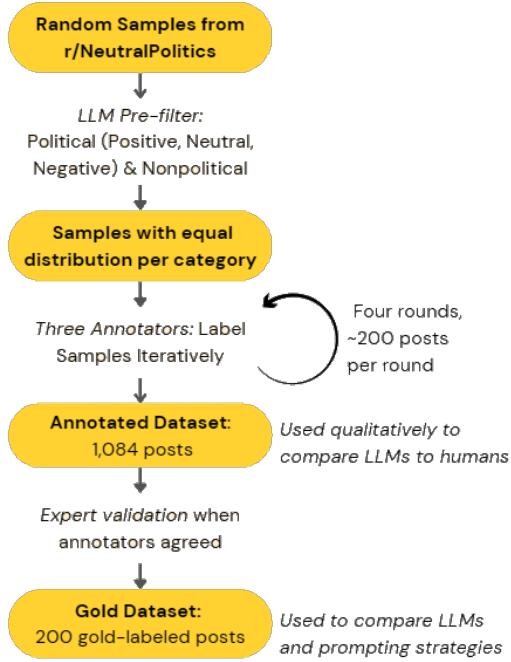 Random Samples from
r/NeutralPolitics
LLM Pre-filter:
Political (Positive, Neutral,
Negative) & Nonpolitical
Samples with equal
distribution per category
Three Annotators: Label
Samples Iteratively
Four rounds,
~200 posts
per round
Annotated Dataset:
1,084 posts
Used qualitatively to
compare LLMs to humans
Expert validation when
annotators agreed
Gold Dataset:
200 gold-labeled posts
Used to compare LLMs
and prompting strategies